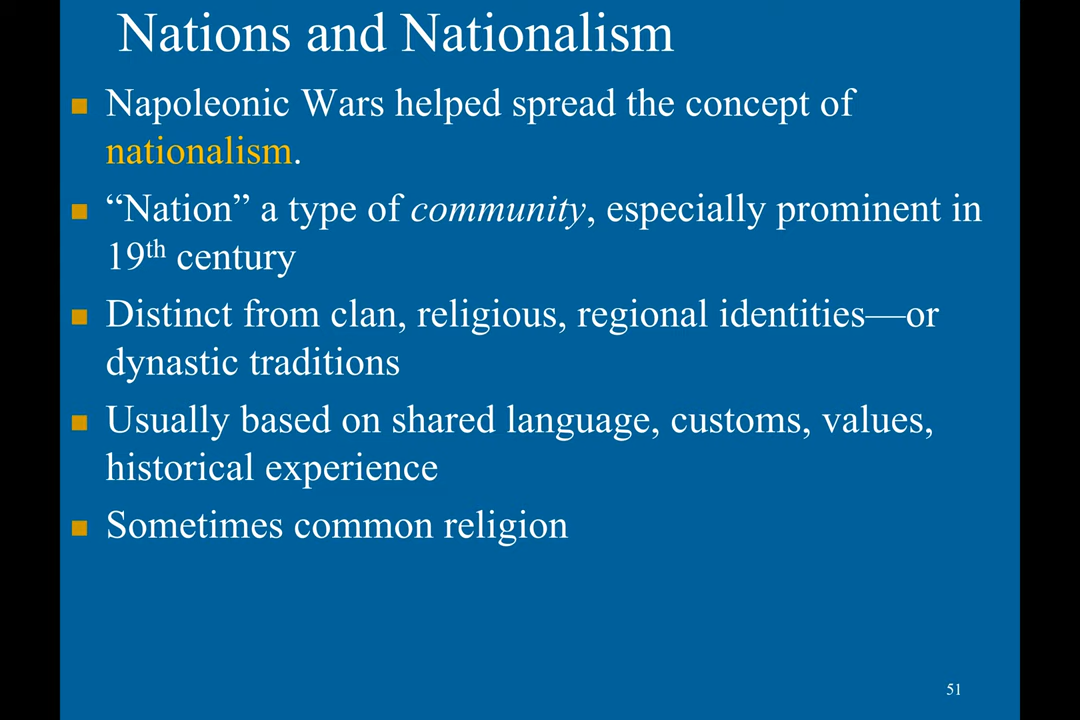 Nations and Nationalism
Napoleonic Wars helped spread the concept of
nationalism.
“Nation” a type of community, especially prominent in
19th century
Distinct from clan, religious, regional identities—or
dynastic traditions
Usually based on shared language, customs, values,
historical experience
Sometimes common religion
51